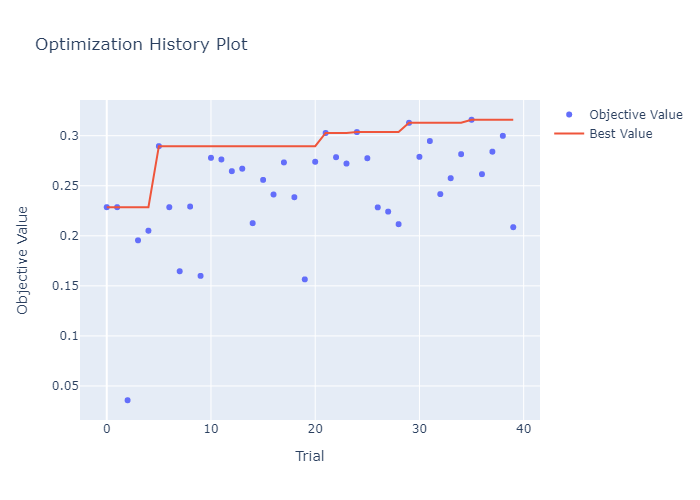 Optimization History Plot
Objective Value
Best Value
0.3
0.25
0.2
0.15
0.1
0.05
Objective Value
0
10
20
30
40
Trial